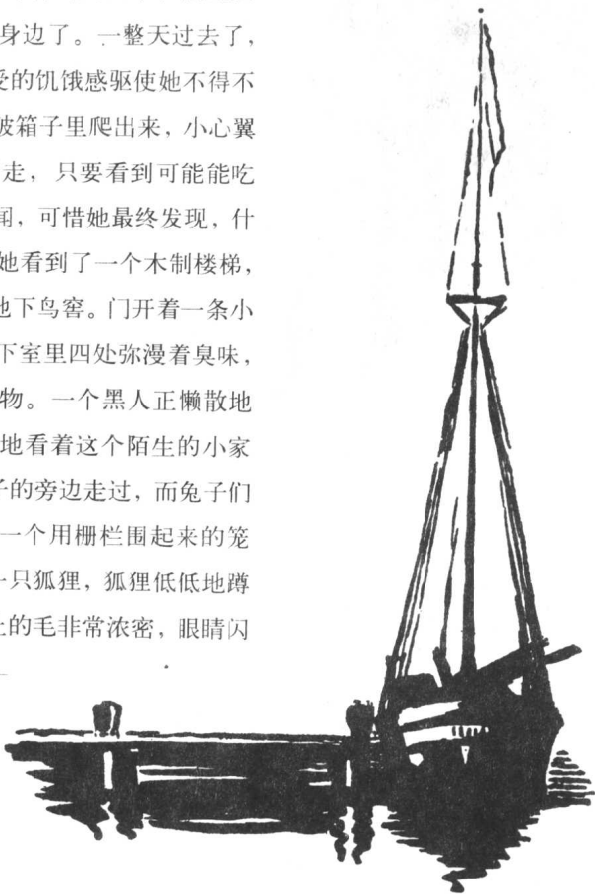 身边了。一整天过去了，
受的饥饿感驱使她不得不
破箱子里爬出来，小心翼
走，只要看到可能能吃
闻，可惜她最终发现，什
她看到了一个木制楼梯，
地下鸟窖。门开着一条小
下室里四处弥漫着臭味，
物。一个黑人正懒散地
地看着这个陌生的小家
子的旁边走过，而兔子们
一个用栅栏围起来的笼
一只狐狸，狐狸低低地蹲
上的毛非常浓密，眼睛闪